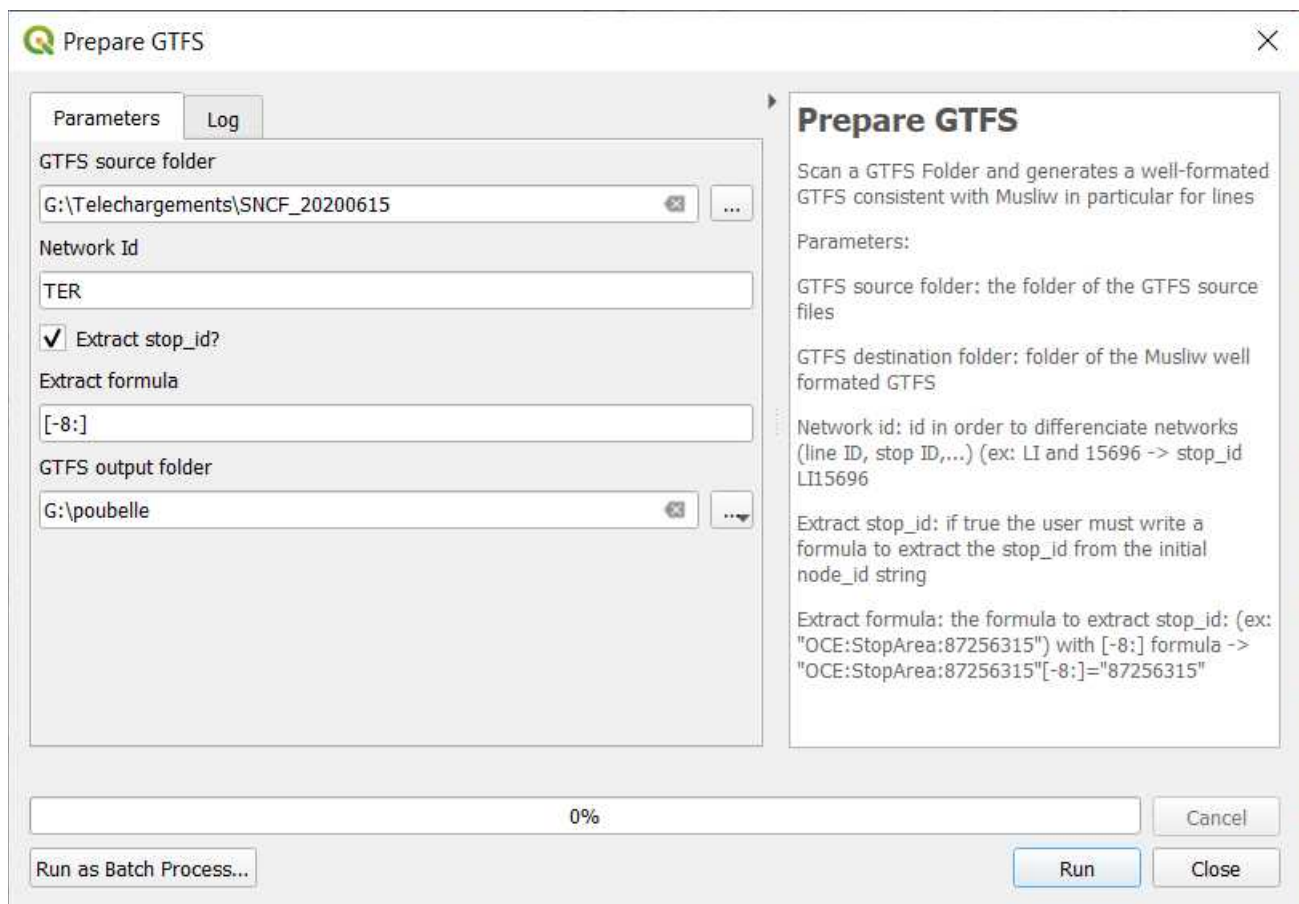 Prepare GTFS
Parameters
Log
GTFS source folder
G:\Telechargements\SNCF_20200615
...
Network Id
TER
Extract stop_id?
Extract formula
[-8:]
GTFS output folder
G:\poubelle
...
Prepare GTFS
Scan a GTFS Folder and generates a well-formated
GTFS consistent with Musliw in particular for lines
Parameters:
GTFS source folder: the folder of the GTFS source
files
GTFS destination folder: folder of the Musliw well
formated GTFS
Network id: id in order to differenciate networks
(line ID, stop ID,...) (ex: LI and 15696 -> stop_id
LI15696
Extract stop_id: if true the user must write a
formula to extract the stop_id from the initial
node_id string
Extract formula: the formula to extract stop_id: (ex:
"OCE:StopArea:87256315") with [-8:] formula ->
"OCE:StopArea:87256315"[-8:]="87256315"
0%
Cancel
Run as Batch Process...
Run
Close